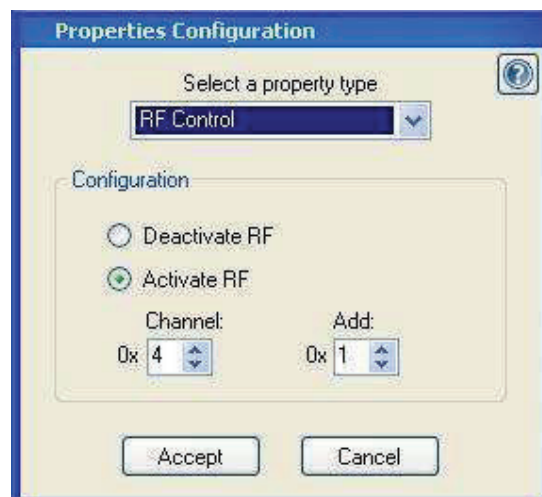 Properties Configuration
?
Select a property type
RF Control
Configuration
Deactivate RF
Activate RF
Channel: Add:
0x 4 0x 1
Accept Cancel